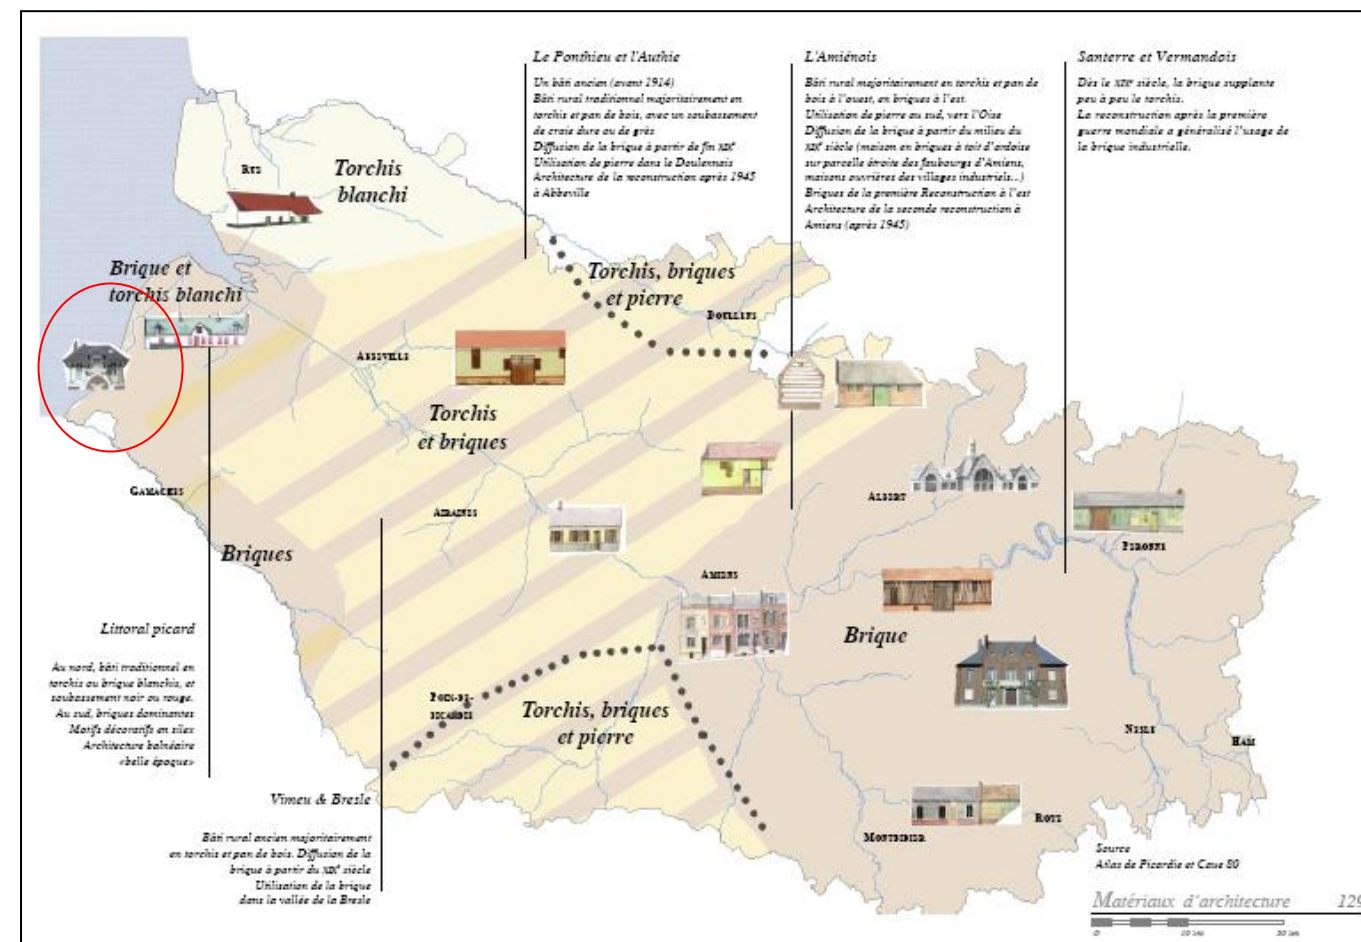 Le Ponthieu et l'Authie
Un bâti ancien (avant 1914)
Bâti rural traditionnel majoritairement en
torchis et pan de bois, avec un soubassement
de craie dure ou de grès
Diffusion de la brique à partir de fin XIXe
Utilisation de pierre dans le Doulennais
Architecture de la reconstruction après 1945
à Abbeville
L'Amiénois
Bâti rural majoritairement en torchis et pan de
bois à l'ouest, en briques à l'est.
Utilisation de pierre au sud, vers l'Oise
Diffusion de la brique à partir du milieu du
XIXe siècle (maison en briques à toit d'ardoise
sur parcelle étroite des faubourgs d'Amiens,
maisons ouvrières des villages industriels...)
Briques de la première Reconstruction à l'est
Architecture de la seconde reconstruction à
Amiens (après 1945)
Santerre et Vermandois
Dès le XIXe siècle, la brique supplante
peu à peu le torchis.
La reconstruction après la première
guerre mondiale a généralisé l'usage de
la brique industrielle.
RUE
Torchis
blanchi
Brique et
torchis blanchi
Torchis, briques
et pierre
DOULLENS
ABBEVILLE
Torchis
et briques
GAMACHES
AIRAINES
ALBERT
PERONNE
Briques
AMIENS
Brique
Littoral picard
Au nord, bâti traditionnel en
torchis ou brique blanchis, et
soubassement noir ou rouge.
Au sud, briques dominantes
Motifs décoratifs en silex
Architecture balnéaire
«belle époque»
POIX-DE-
PICARDIE
Torchis, briques
et pierre
NESLE
HAM
Vimeu & Bresle
Bâti rural ancien majoritairement
en torchis et pan de bois. Diffusion de la
brique à partir du XIXe siècle
Utilisation de la brique
dans la vallée de la Bresle
MONTDIDIER
ROYE
Source
Atlas de Picardie et Caue 80
Matériaux d'architecture 129
0 10 km 20 km